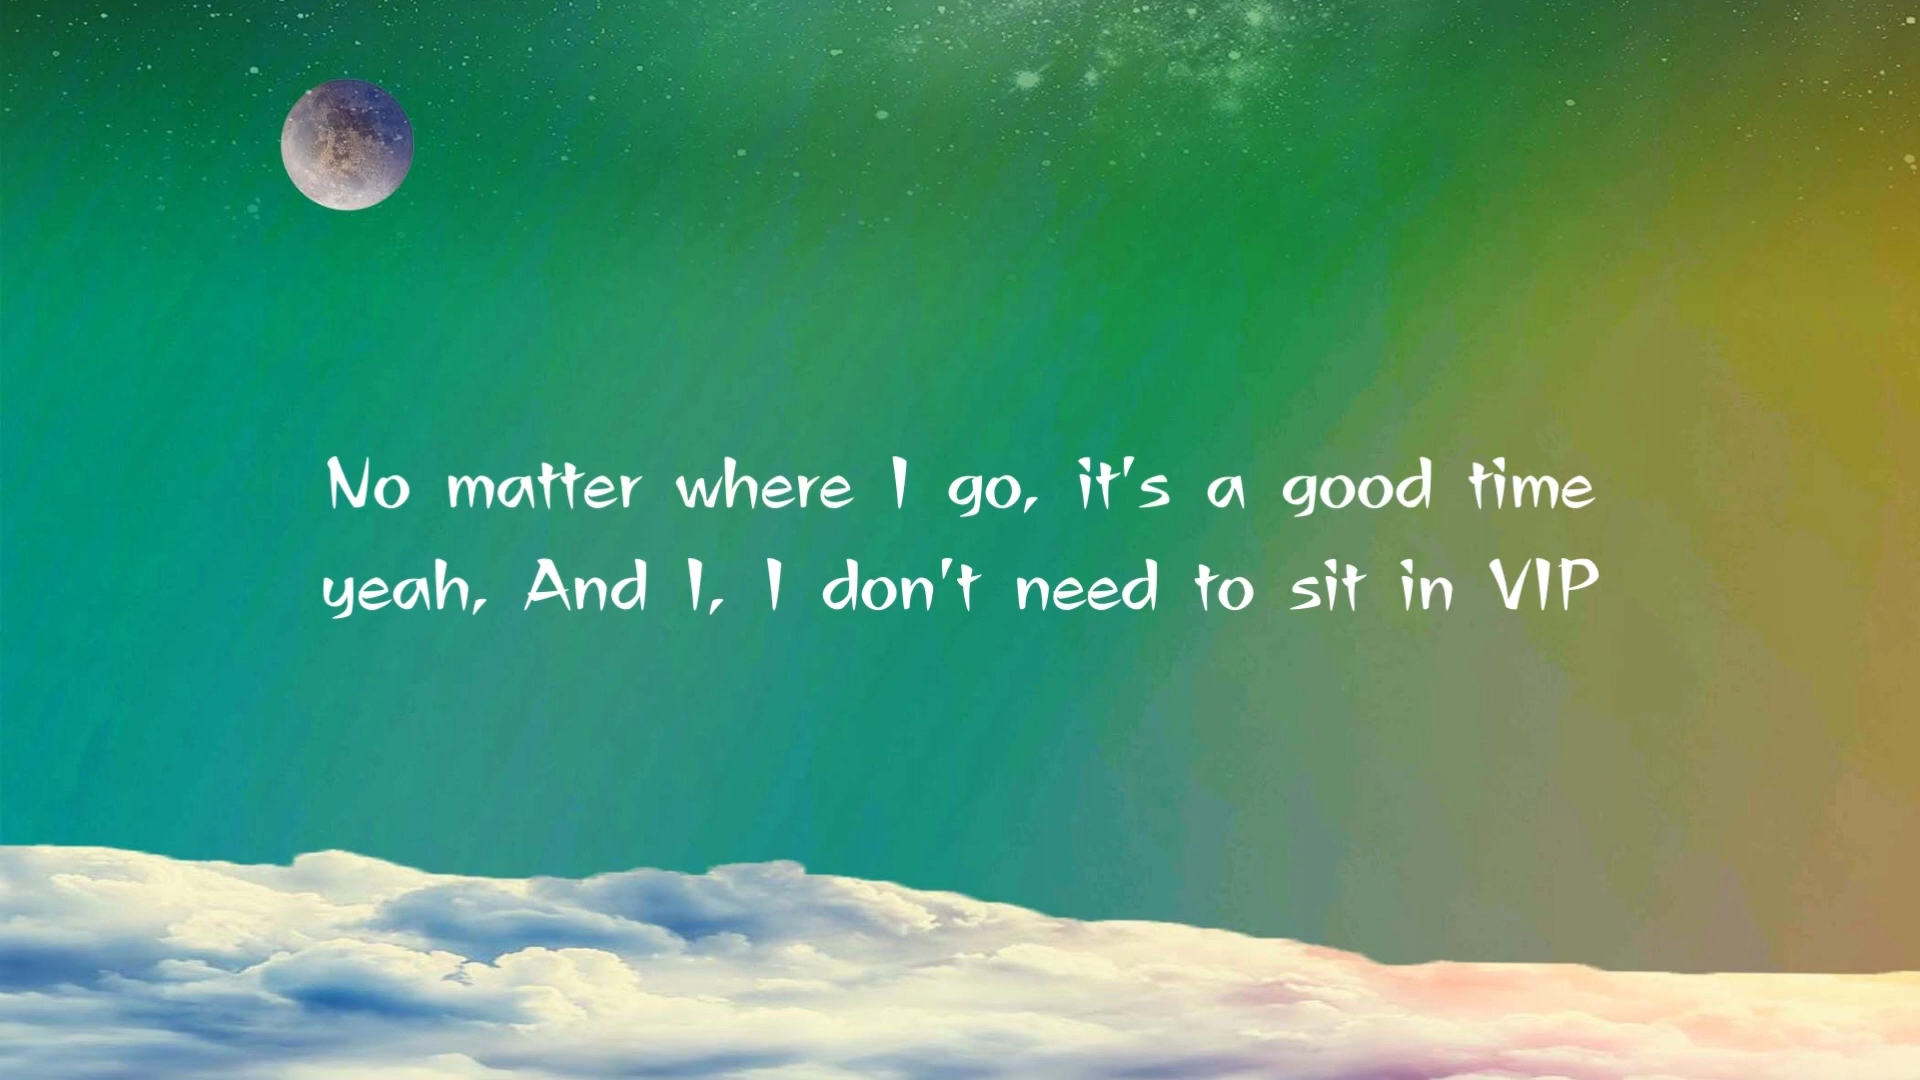 No matter where I go, it's a good time
yeah, And I, I don't need to sit in VIP